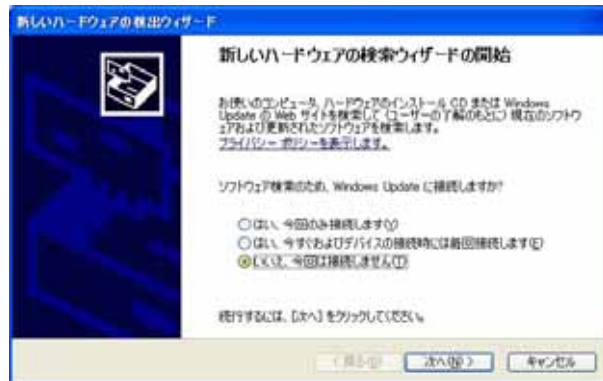 新しいハードウェアの検出ウィザード
新しいハードウェアの検索ウィザードの開始
お使いのコンピュータ、ハードウェアのインストール CD または Windows
Update の Web サイトを検索して (ユーザーの了解のもとに) 現在のソフトウ
ェアおよび更新されたソフトウェアを検索します。
プライバシー ポリシーを表示します。
ソフトウェア検索のため、Windows Update に接続しますか?
はい、今回のみ接続します(Y)
はい、今すぐおよびデバイスの接続時には毎回接続します(E)
いいえ、今回は接続しません(T)
続行するには、[次へ] をクリックしてください。
< 戻る(B)
次へ(N) >
キャンセル